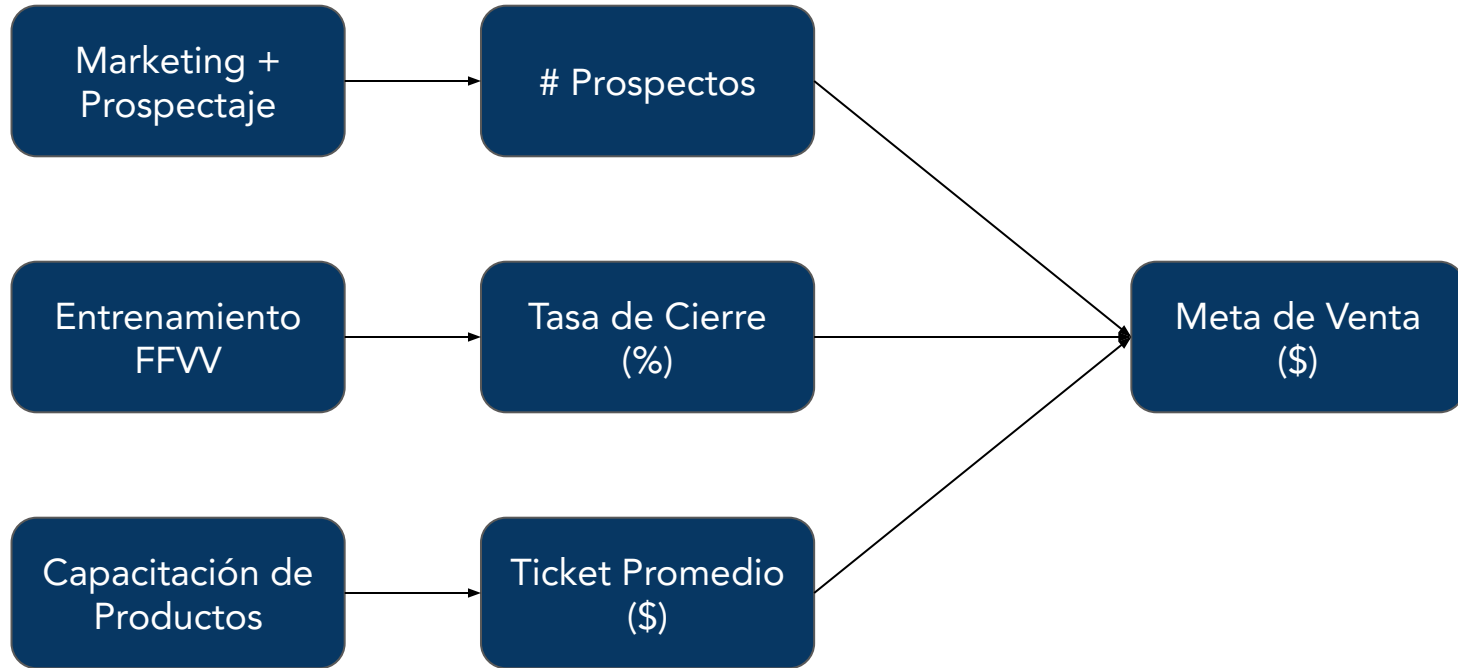 Marketing +
Prospectaje
# Prospectos
Entrenamiento
FFVV
Tasa de Cierre
(%)
Meta de Venta
($)
Capacitación de
Productos
Ticket Promedio
($)